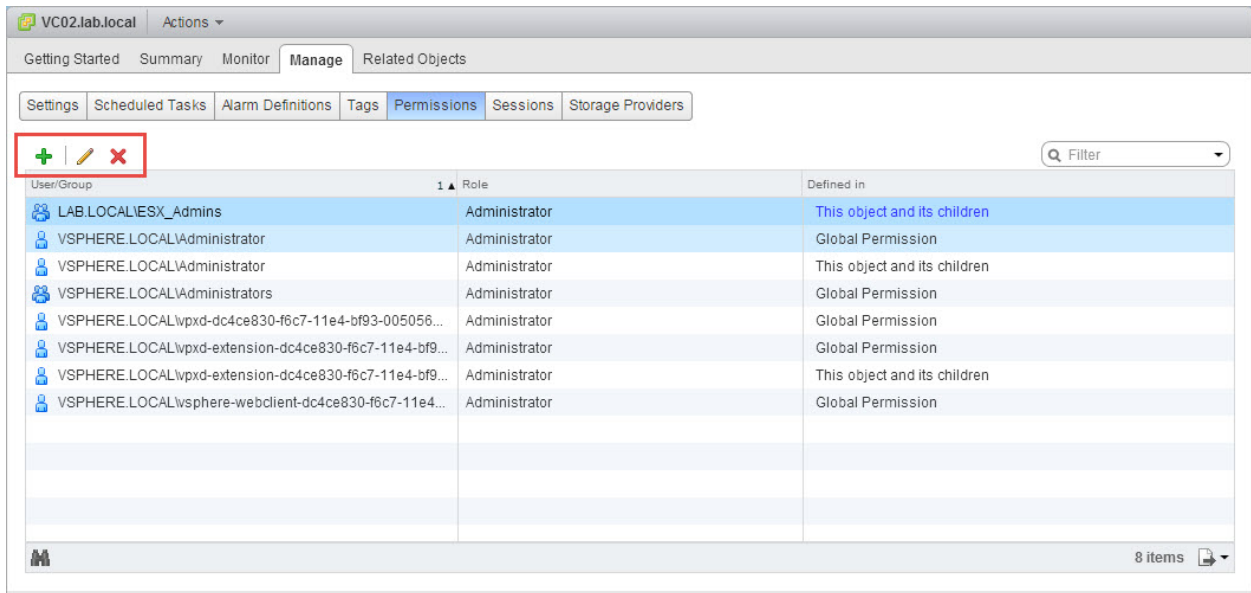 VC02.lab.local Actions
Getting Started Summary Monitor Manage Related Objects
Settings Scheduled Tasks Alarm Definitions Tags Permissions Sessions Storage Providers
Filter
User/Group 1 Role Defined in
LAB.LOCAL\ESX_Admins Administrator This object and its children
VSPHERE.LOCAL\Administrator Administrator Global Permission
VSPHERE.LOCAL\Administrator Administrator This object and its children
VSPHERE.LOCAL\Administrators Administrator Global Permission
VSPHERE.LOCAL\vpxd-dc4ce830-f6c7-11e4-bf93-005056... Administrator Global Permission
VSPHERE.LOCAL\vpxd-extension-dc4ce830-f6c7-11e4-bf9... Administrator Global Permission
VSPHERE.LOCAL\vpxd-extension-dc4ce830-f6c7-11e4-bf9... Administrator This object and its children
VSPHERE.LOCAL\vsphere-webclient-dc4ce830-f6c7-11e4... Administrator Global Permission
8 items